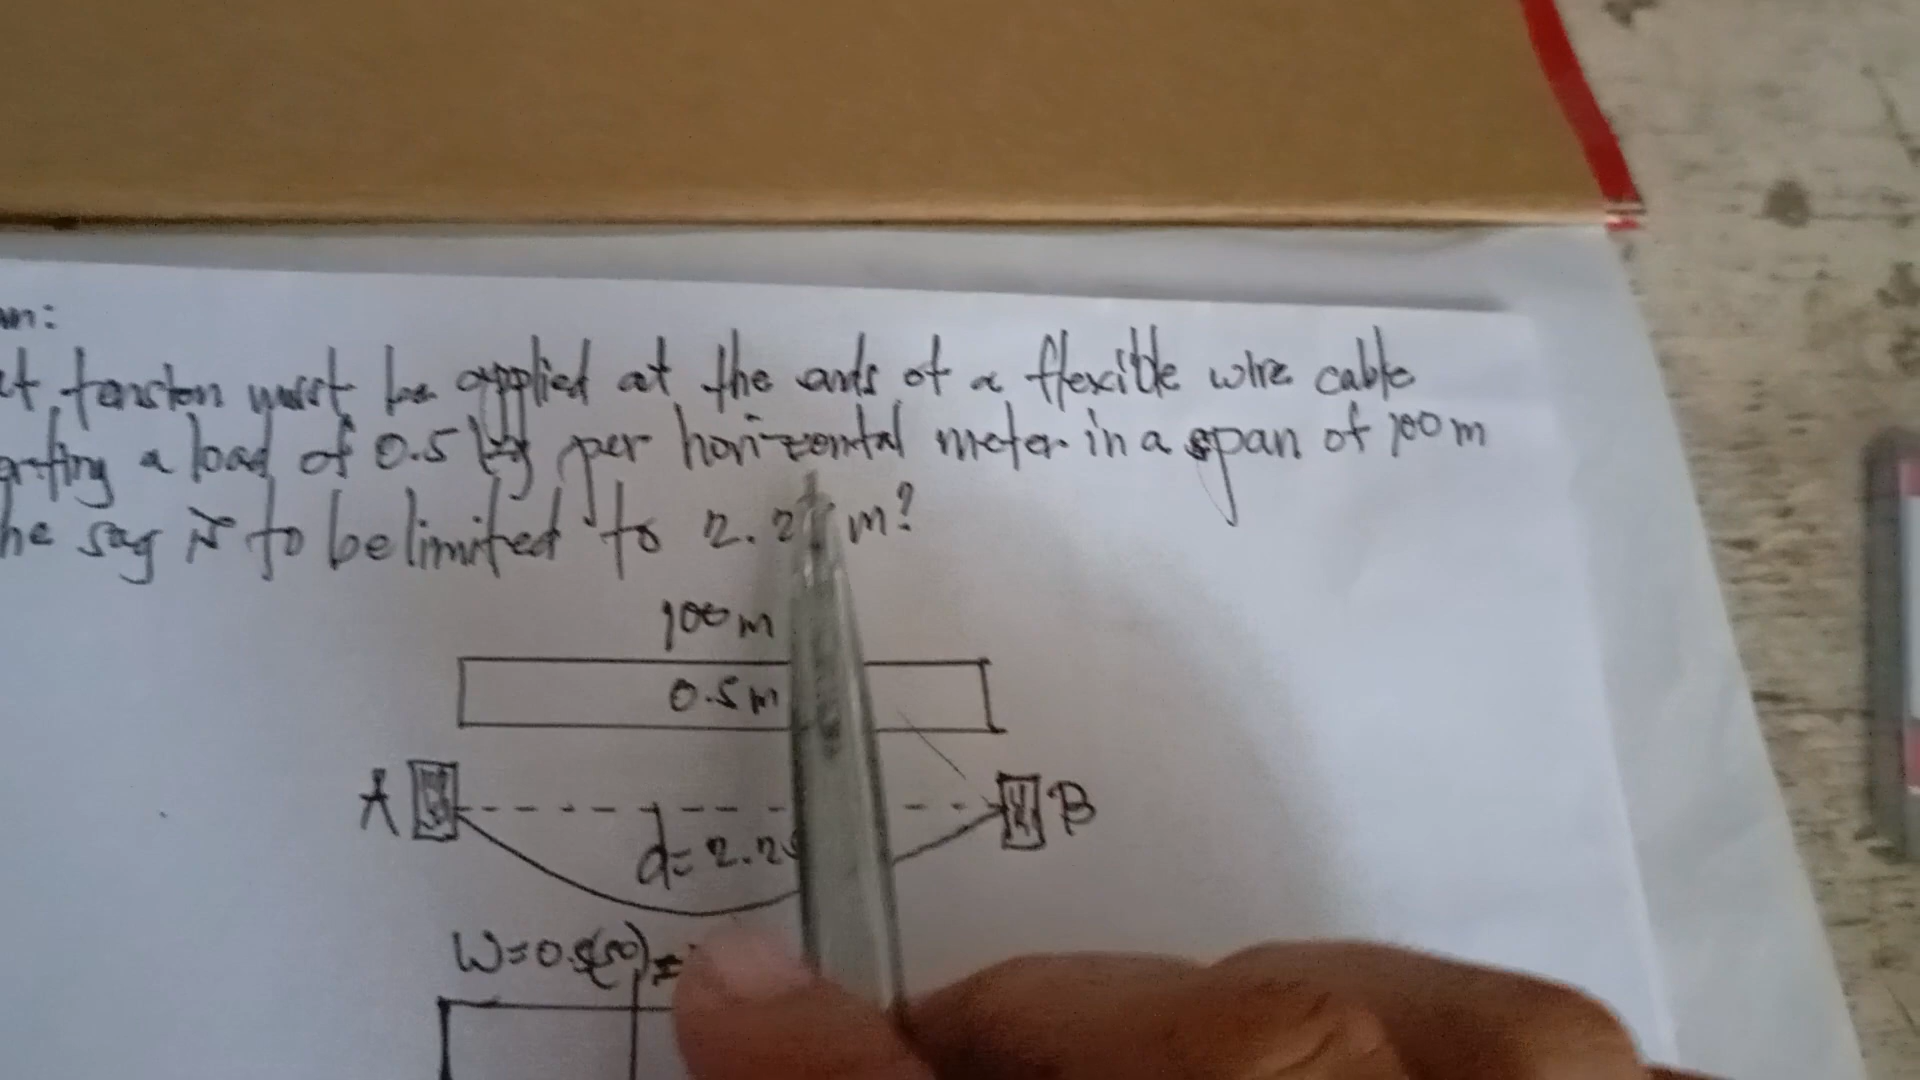 tension must be applied at the ends of a flexible wire cable
a load of 0.5 kg per horizontal meter in a span of 100 m
he sag is to be limited to 2.2 m?
100 m
0.5 m
A
B
d= 2.2
W=0.5(50)=